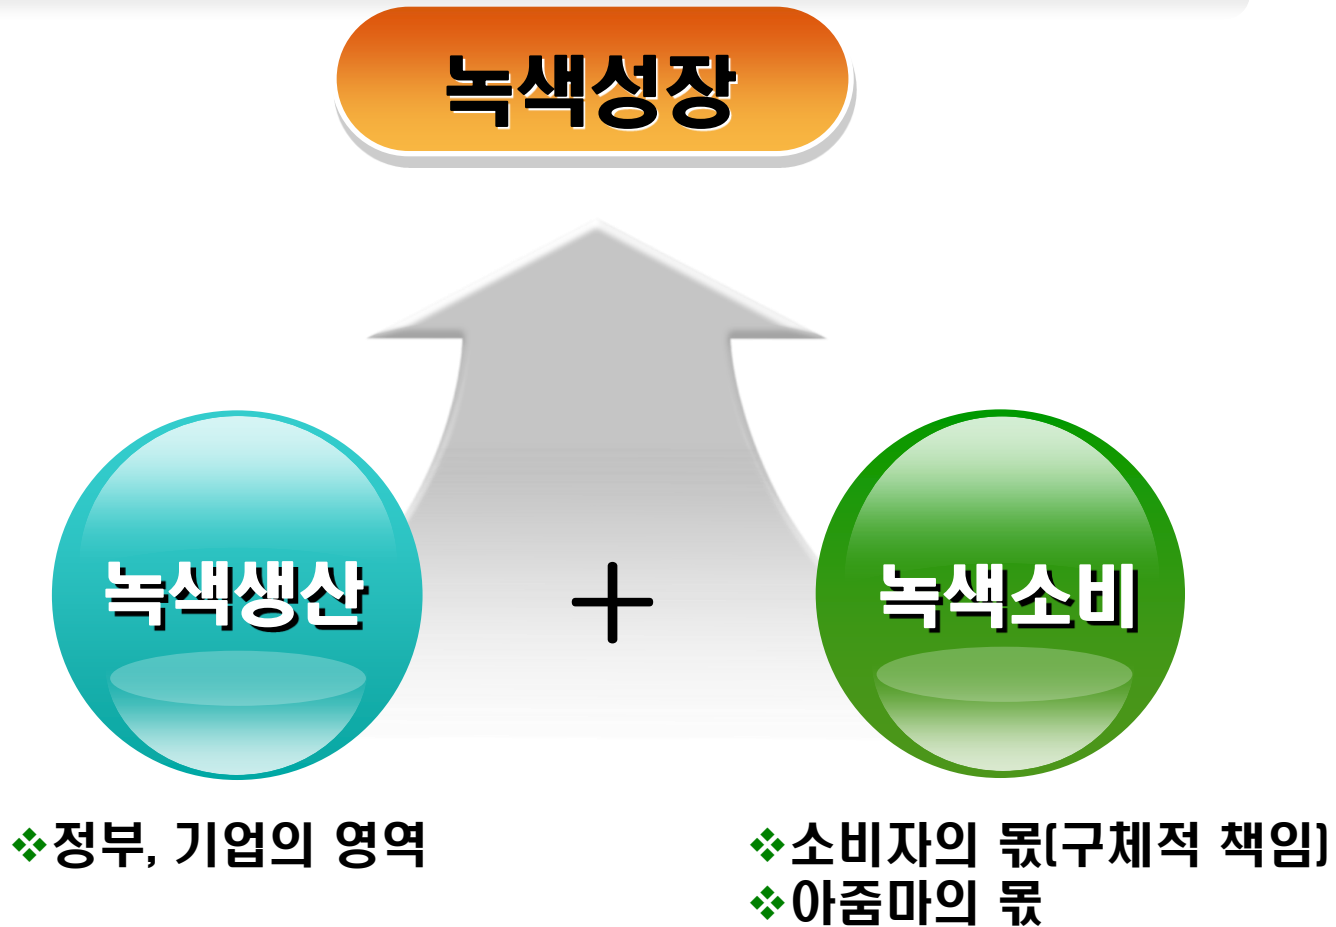 녹색성장
녹색생산
+
녹색소비
❖정부, 기업의 영역
❖소비자의 몫(구체적 책임)
❖아줌마의 몫